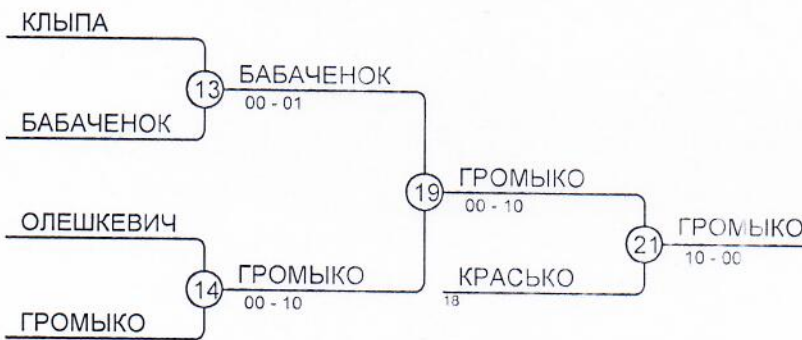 КЛЫПА
13
БАБАЧЕНОК
00 - 01
БАБАЧЕНОК
19
ГРОМЫКО
00 - 10
ОЛЕШКЕВИЧ
21
ГРОМЫКО
10 - 00
14
ГРОМЫКО
00 - 10
КРАСЬКО
18
ГРОМЫКО